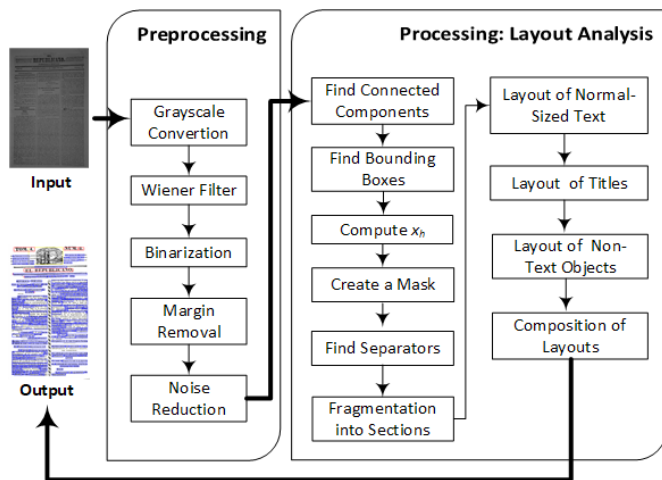 Preprocessing
Processing: Layout Analysis
Input
Output
Grayscale
Convertion
Wiener Filter
Binarization
Margin
Removal
Noise
Reduction
Find Connected
Components
Find Bounding
Boxes
Compute xh
Create a Mask
Find Separators
Fragmentation
into Sections
Layout of Normal-
Sized Text
Layout of Titles
Layout of Non-
Text Objects
Composition of
Layouts